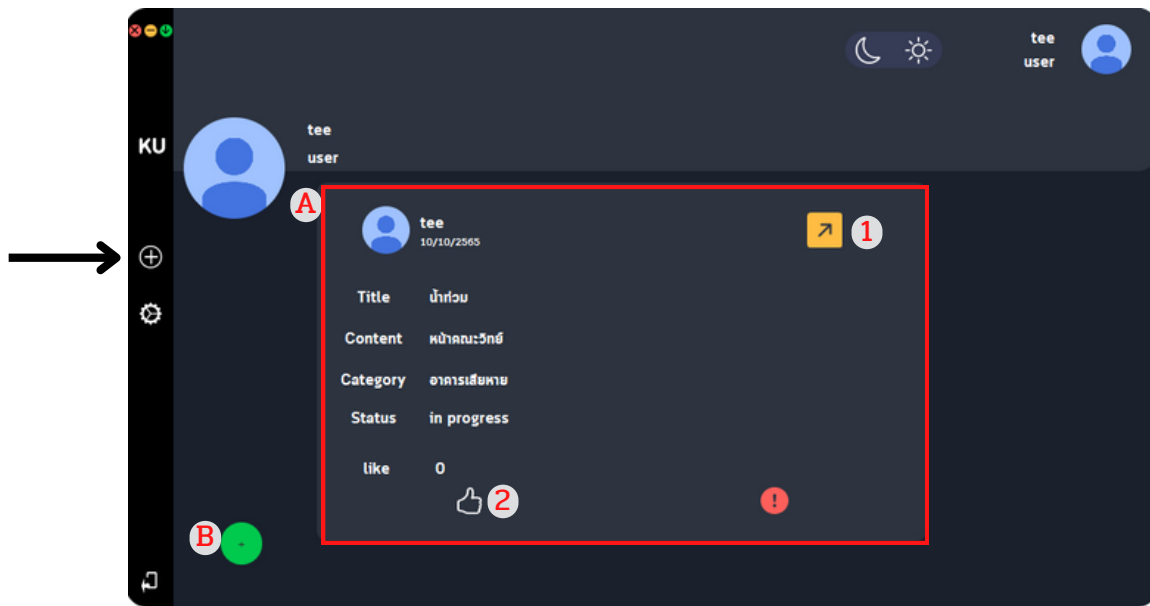 tee
user
KU
tee
user
A
tee
10/10/2565
1
Title น้ำท่วม
Content หน้าคณะวิทย์
Category อาคารเสียหาย
Status in progress
like 0
2
!
B
+